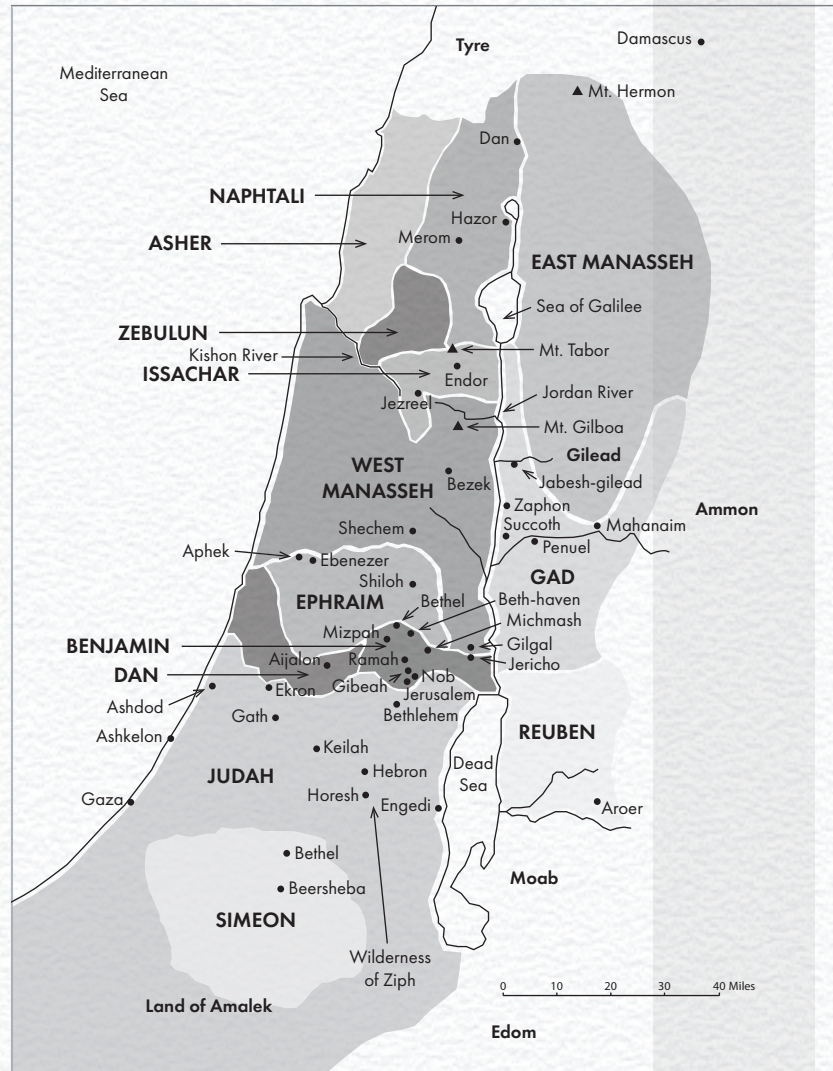 Tyre
Damascus
Mediterranean
Sea
Mt. Hermon
Dan
NAPHTALI
Hazor
Merom
ASHER
EAST MANASSEH
Sea of Galilee
ZEBULUN
Kishon River
Mt. Tabor
ISSACHAR
Endor
Jordan River
Jezreel
Mt. Gilboa
Gilead
WEST
MANASSEH
Bezek
Jabesh-gilead
Zaphon
Ammon
Succoth
Mahanaim
Shechem
Penuel
Aphek
Ebenezer
GAD
Shiloh
EPHRAIM
Bethel
Beth-haven
Michmash
Mizpah
BENJAMIN
Gilgal
Aijalon
Ramah
Jericho
DAN
Nob
Ekron
Gibeah
Jerusalem
Ashdod
Gath
Bethlehem
Ashkelon
REUBEN
Keilah
Dead
Sea
JUDAH
Hebron
Horesh
Gaza
Engedi
Aroer
Bethel
Moab
Beersheba
SIMEON
Wilderness
of Ziph
0 10 20 30 40 Miles
Land of Amalek
Edom